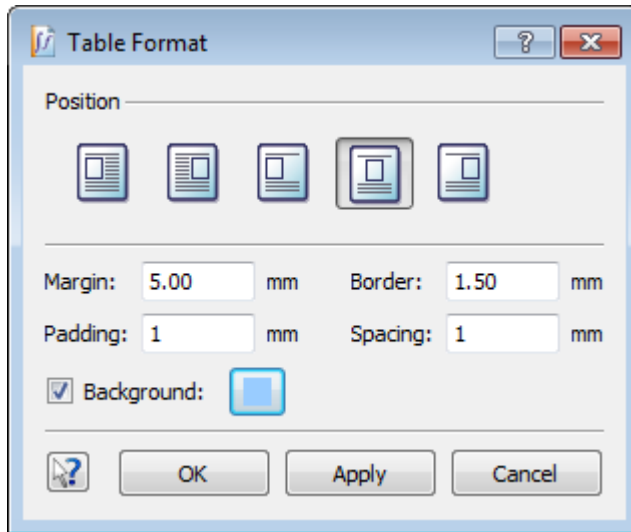 Table Format
Position
Margin: 5.00 mm Border: 1.50 mm
Padding: 1 mm Spacing: 1 mm
Background:
OK Apply Cancel